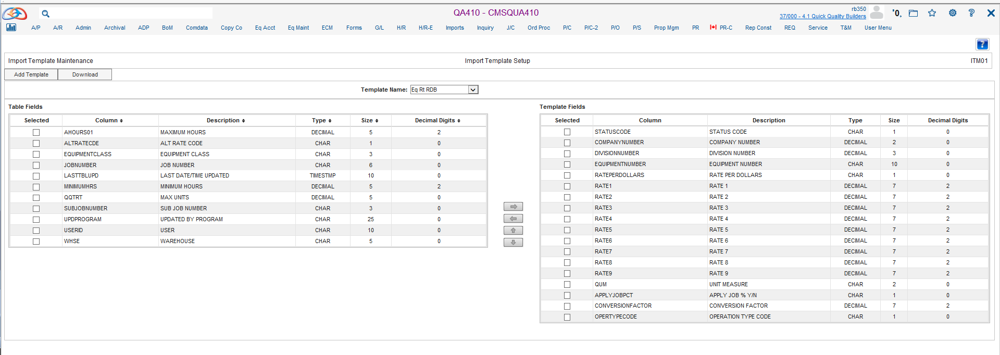 QA410 - CMSQUA410
rb350
37/000 - 4.1 Quick Quality Builders
'0,
A/P A/R Admin Archival ADP BoM Comdata Copy Co Eq Acct Eq Maint ECM Forms G/L H/R H/R-E Imports Inquiry J/C Ord Proc P/C P/C-2 P/O P/S Prop Mgm PR PR-C Rep Const REQ Service T&M User Menu
Import Template Maintenance Import Template Setup ITM01
Add Template Download
Template Name: Eq Rt RDB
Table Fields
Selected Column Description Type Size Decimal Digits
AHOURS01 MAXIMUM HOURS DECIMAL 5 2
ALTRATECDE ALT RATE CODE CHAR 1 0
EQUIPMENTCLASS EQUIPMENT CLASS CHAR 3 0
JOBNUMBER JOB NUMBER CHAR 6 0
LASTTBLUPD LAST DATE/TIME UPDATED TIMESTMP 10 0
MINIMUMHRS MINIMUM HOURS DECIMAL 5 2
QQTRT MAX UNITS DECIMAL 5 0
SUBJOBNUMBER SUB JOB NUMBER CHAR 3 0
UPDPROGRAM UPDATED BY PROGRAM CHAR 25 0
USERID USER CHAR 10 0
WHSE WAREHOUSE CHAR 5 0
Template Fields
Selected Column Description Type Size Decimal Digits
STATUSCODE STATUS CODE CHAR 1 0
COMPANYNUMBER COMPANY NUMBER DECIMAL 2 0
DIVISIONNUMBER DIVISION NUMBER DECIMAL 3 0
EQUIPMENTNUMBER EQUIPMENT NUMBER CHAR 10 0
RATEPERDOLLARS RATE PER DOLLARS CHAR 1 0
RATE1 RATE 1 DECIMAL 7 2
RATE2 RATE 2 DECIMAL 7 2
RATE3 RATE 3 DECIMAL 7 2
RATE4 RATE 4 DECIMAL 7 2
RATE5 RATE 5 DECIMAL 7 2
RATE6 RATE 6 DECIMAL 7 2
RATE7 RATE 7 DECIMAL 7 2
RATE8 RATE 8 DECIMAL 7 2
RATE9 RATE 9 DECIMAL 7 2
QUM UNIT MEASURE CHAR 2 0
APPLYJOBPCT APPLY JOB % Y/N CHAR 1 0
CONVERSIONFACTOR CONVERSION FACTOR DECIMAL 7 2
OPERTYPECODE OPERATION TYPE CODE CHAR 1 0